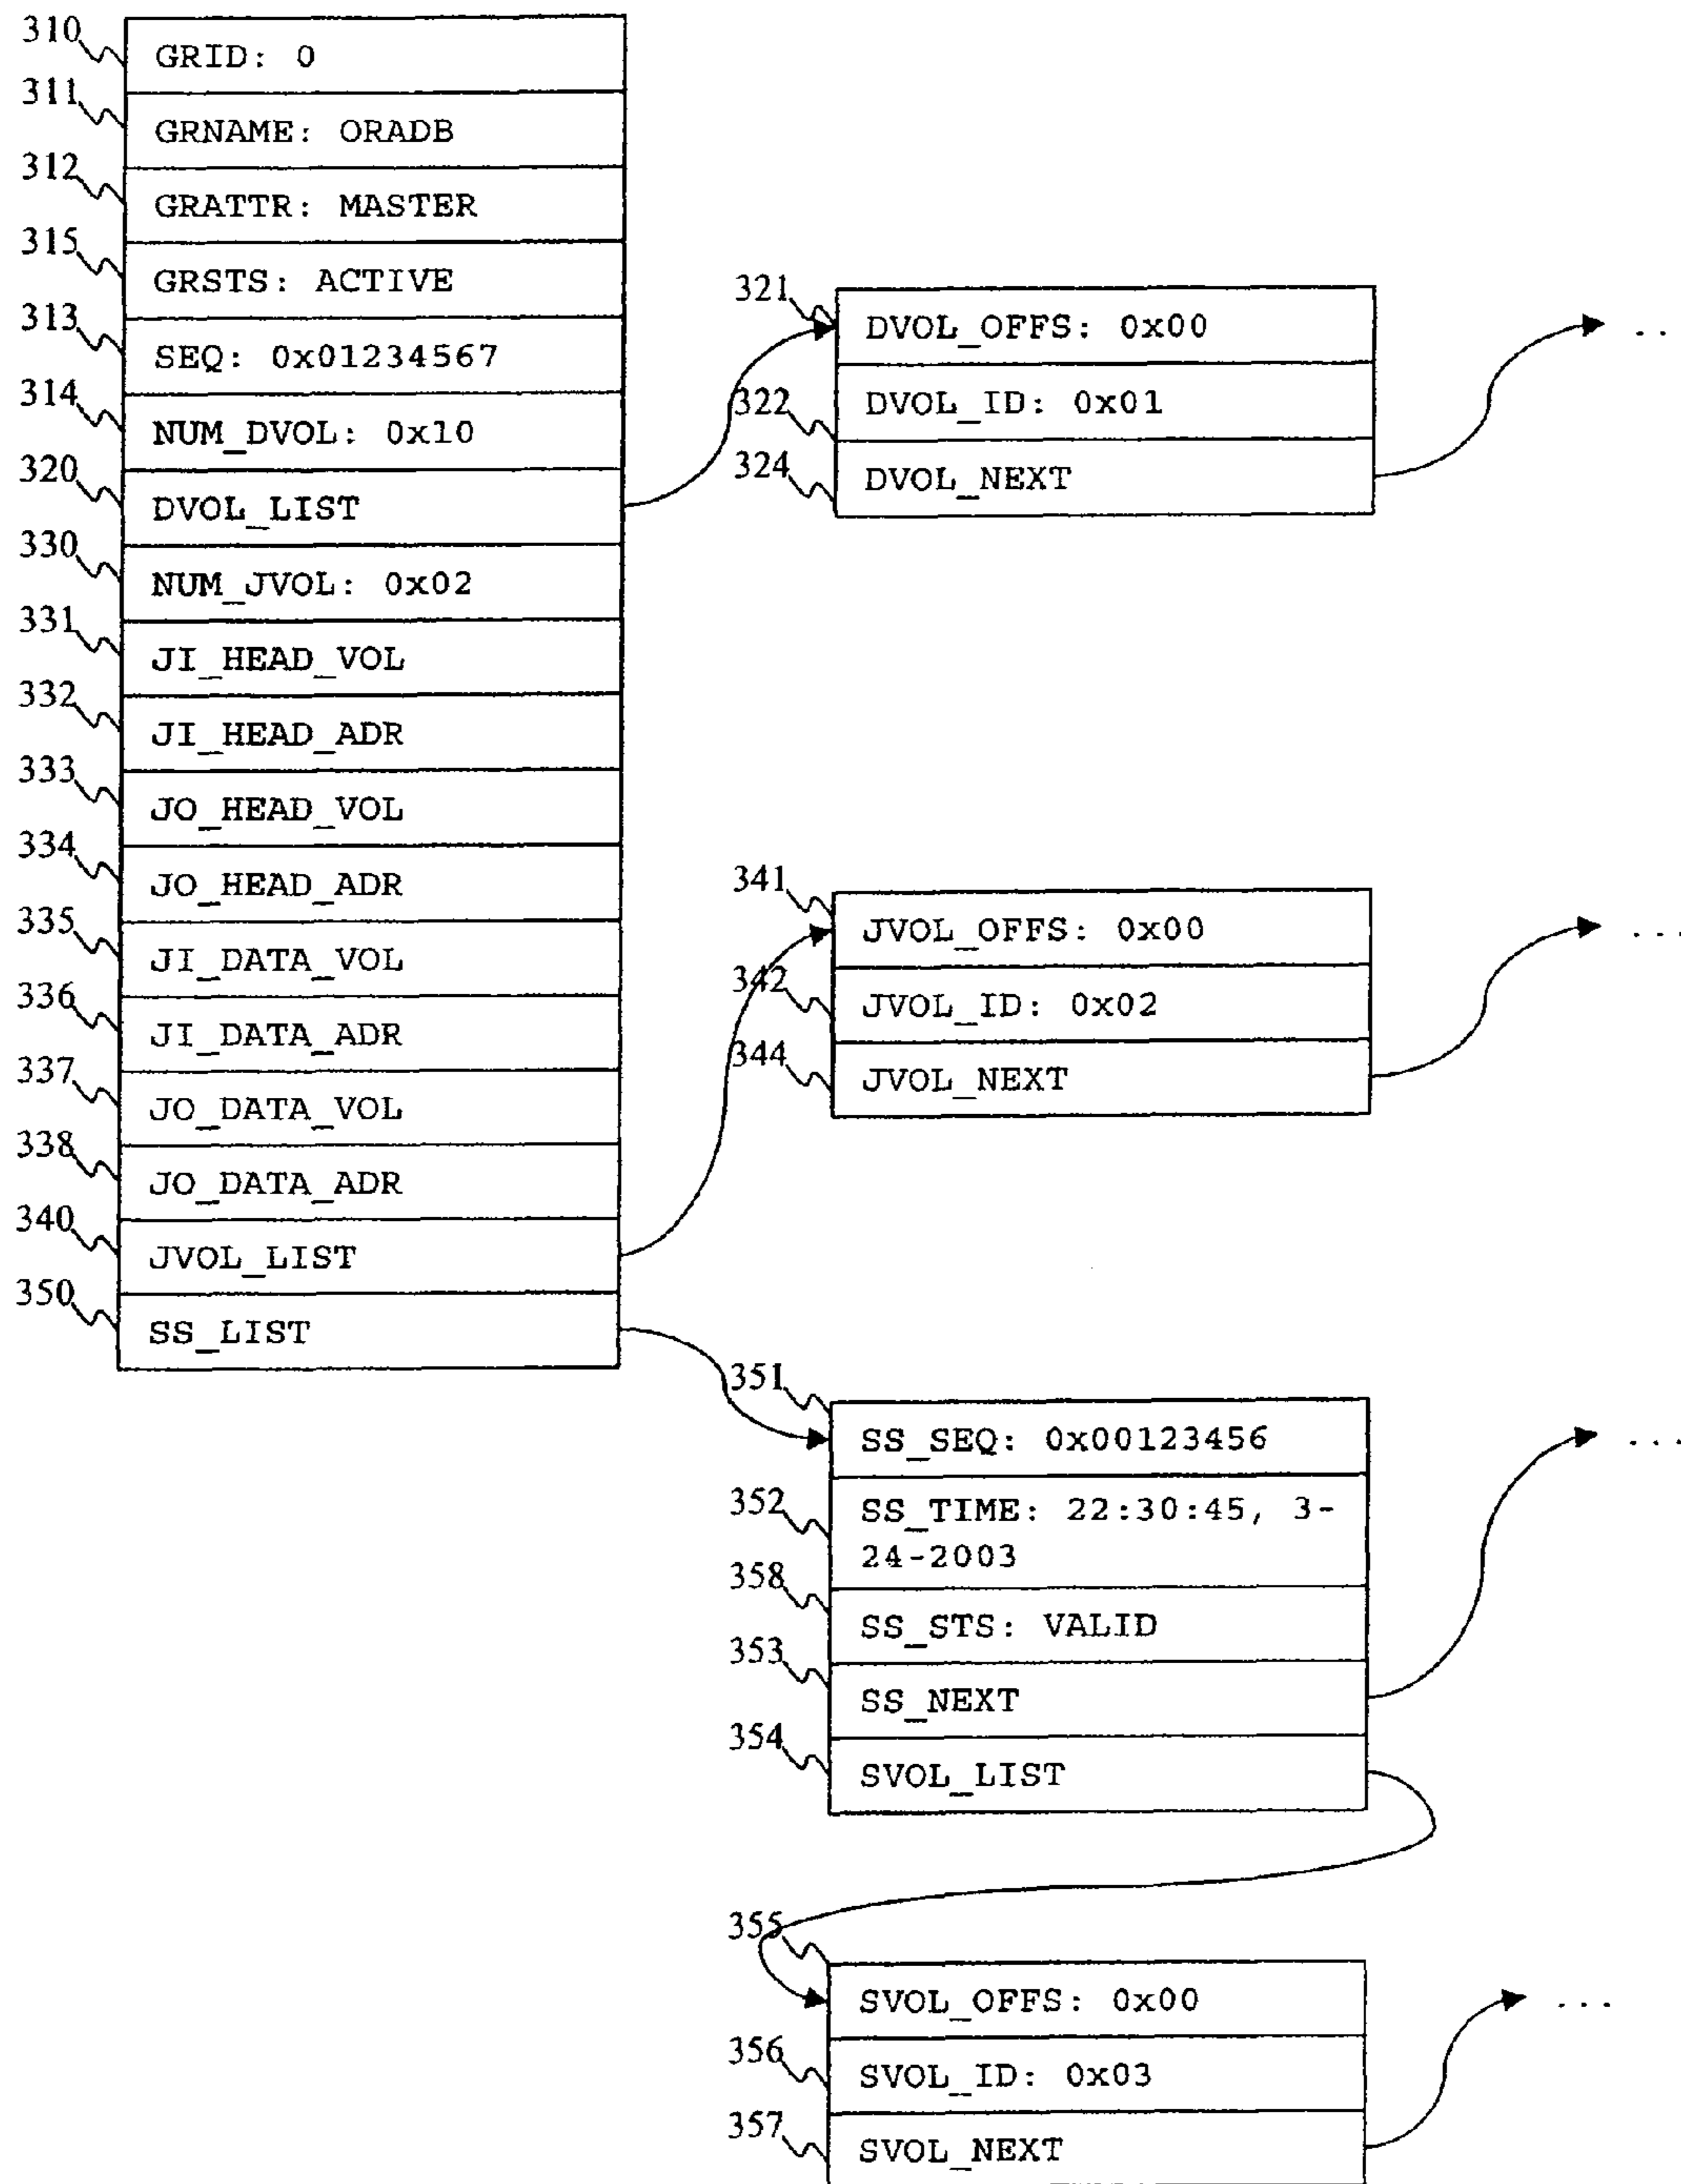 310
GRID: 0
311
GRNAME: ORADB
312
GRATTR: MASTER
315
GRSTS: ACTIVE
313
SEQ: 0x01234567
314
NUM_DVOL: 0x10
320
DVOL_LIST
330
NUM_JVOL: 0x02
331
JI_HEAD_VOL
332
JI_HEAD_ADR
333
JO_HEAD_VOL
334
JO_HEAD_ADR
335
JI_DATA_VOL
336
JI_DATA_ADR
337
JO_DATA_VOL
338
JO_DATA_ADR
340
JVOL_LIST
350
SS_LIST
321
DVOL_OFFS: 0x00
...
322
DVOL_ID: 0x01
324
DVOL_NEXT
341
JVOL_OFFS: 0x00
...
342
JVOL_ID: 0x02
344
JVOL_NEXT
351
SS_SEQ: 0x00123456
...
352
SS_TIME: 22:30:45, 3-
24-2003
358
SS_STS: VALID
353
SS_NEXT
354
SVOL_LIST
355
SVOL_OFFS: 0x00
...
356
SVOL_ID: 0x03
357
SVOL_NEXT